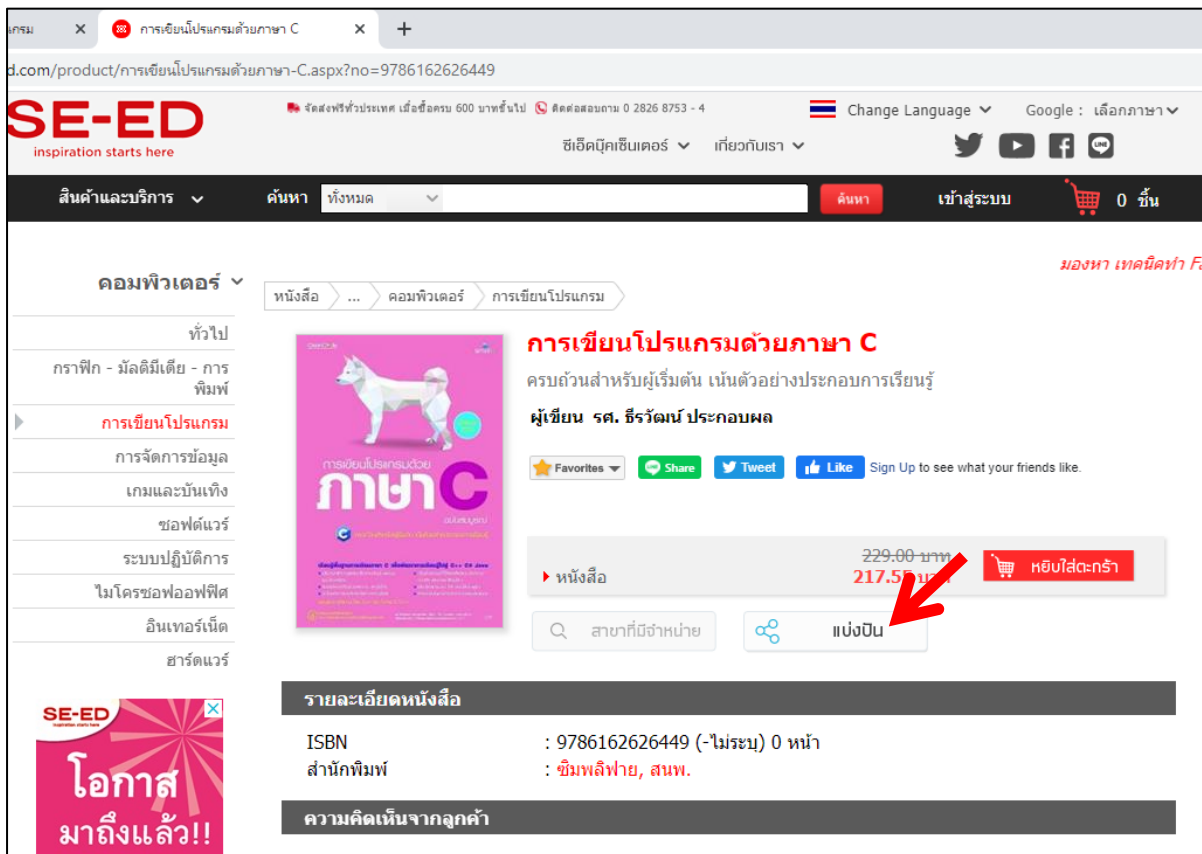 แกรม
การเขียนโปรแกรมด้วยภาษา C
d.com/product/การเขียนโปรแกรมด้วยภาษา-C.aspx?no=9786162626449
SE-ED
inspiration starts here
จัดส่งฟรีทั่วประเทศ เมื่อซื้อครบ 600 บาทขึ้นไป ติดต่อสอบถาม 0 2826 8753 - 4
Change Language
Google : เลือกภาษา
ซีเอ็ดบุ๊คเซ็นเตอร์ เกี่ยวกับเรา
สินค้าและบริการ ค้นหา ทั้งหมด ค้นหา เข้าสู่ระบบ 0 ชิ้น
มองหา เทคนิคทำ Fa
คอมพิวเตอร์
หนังสือ ... คอมพิวเตอร์ การเขียนโปรแกรม
ทั่วไป
กราฟิก - มัลติมีเดีย - การ
พิมพ์
การเขียนโปรแกรม
การจัดการข้อมูล
เกมและบันเทิง
ซอฟต์แวร์
ระบบปฏิบัติการ
ไมโครซอฟออฟฟิศ
อินเทอร์เน็ต
ฮาร์ดแวร์
การเขียนโปรแกรมด้วย
ภาษา C
ฉบับสมบูรณ์
การเขียนโปรแกรมด้วยภาษา C
ครบถ้วนสำหรับผู้เริ่มต้น เน้นตัวอย่างประกอบการเรียนรู้
ผู้เขียน รศ. ธีรวัฒน์ ประกอบผล
Favorites Share Tweet Like Sign Up to see what your friends like.
229.00 บาท
หนังสือ 217.55 บาท หยิบใส่ตะกร้า
สาขาที่มีจำหน่าย แบ่งปัน
รายละเอียดหนังสือ
ISBN : 9786162626449 (-ไม่ระบุ) 0 หน้า
สำนักพิมพ์ : ซิมพลิฟาย, สนพ.
ความคิดเห็นจากลูกค้า
SE-ED
inspiration starts here
โอกาส
มาถึงแล้ว!!